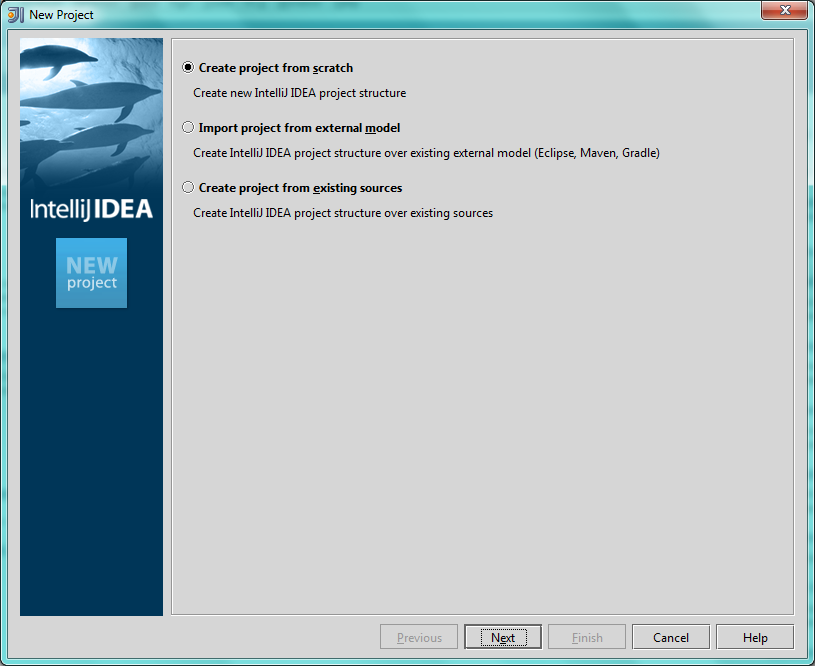 New Project
Create project from scratch
Create new IntelliJ IDEA project structure
Import project from external model
Create IntelliJ IDEA project structure over existing external model (Eclipse, Maven, Gradle)
Create project from existing sources
Create IntelliJ IDEA project structure over existing sources
IntelliJ IDEA
NEW
project
Previous
Next
Finish
Cancel
Help